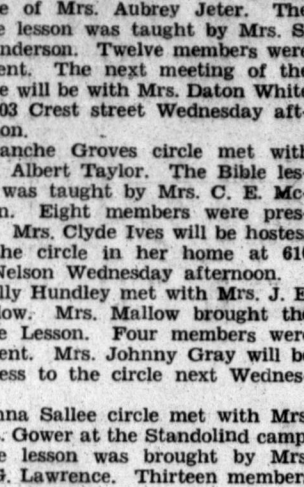 e of Mrs. Aubrey Jeter. The
e lesson was taught by Mrs. S
nderson. Twelve members were
ent. The next meeting of the
e will be with Mrs. Daton White
03 Crest street Wednesday aft-
on.
anche Groves circle met with
Albert Taylor. The Bible les-
was taught by Mrs. C. E. Mc-
n. Eight members were pres-
Mrs. Clyde Ives will be hostes
he circle in her home at 610
Nelson Wednesday afternoon.
lly Hundley met with Mrs. J. E
low. Mrs. Mallow brought the
e Lesson. Four members were
ent. Mrs. Johnny Gray will be
ess to the circle next Wednes-
nna Sallee circle met with Mrs
. Gower at the Standolind camp
e lesson was brought by Mrs
G. Lawrence. Thirteen member